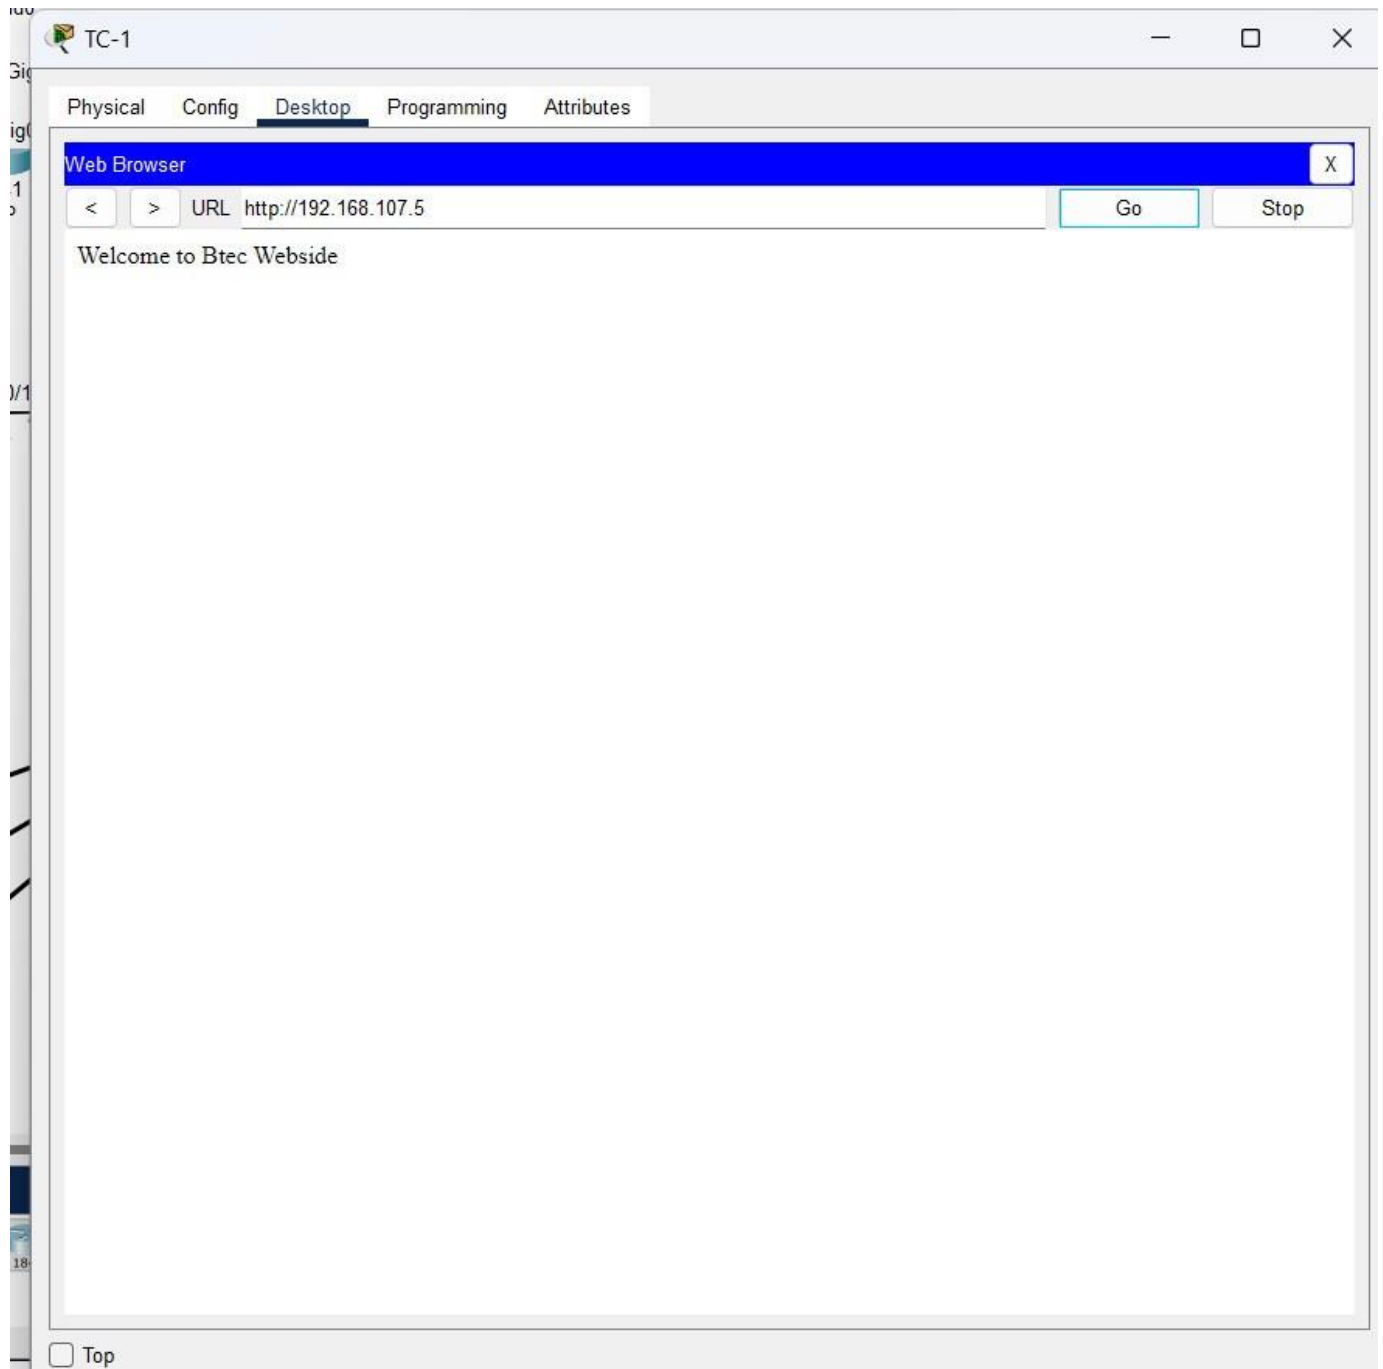 TC-1
Physical Config Desktop Programming Attributes
Web Browser X
< > URL http://192.168.107.5 Go Stop
Welcome to Btec Webside
Top